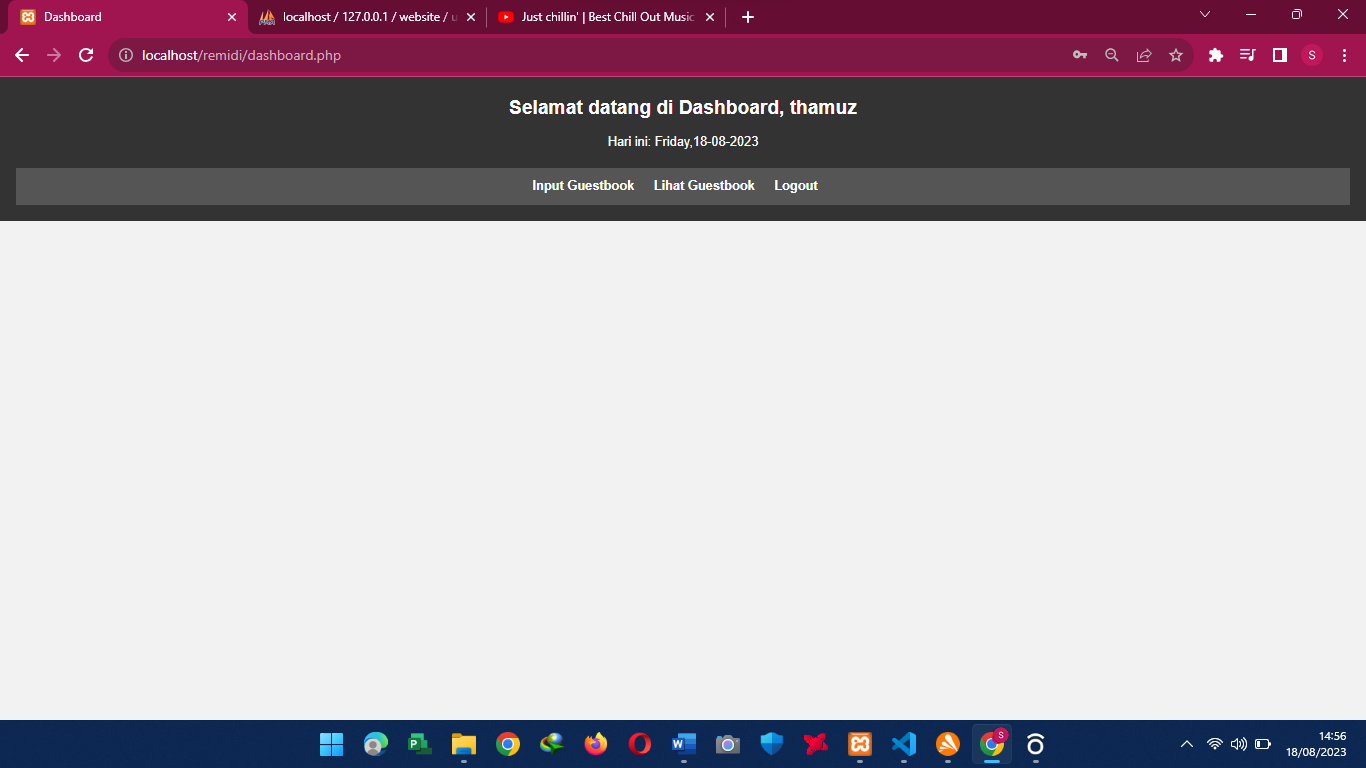 Dashboard
localhost / 127.0.0.1 / website / u
Just chillin' | Best Chill Out Music
localhost/remidi/dashboard.php
S
Selamat datang di Dashboard, thamuz
Hari ini: Friday,18-08-2023
Input Guestbook Lihat Guestbook Logout
S
14:56
18/08/2023